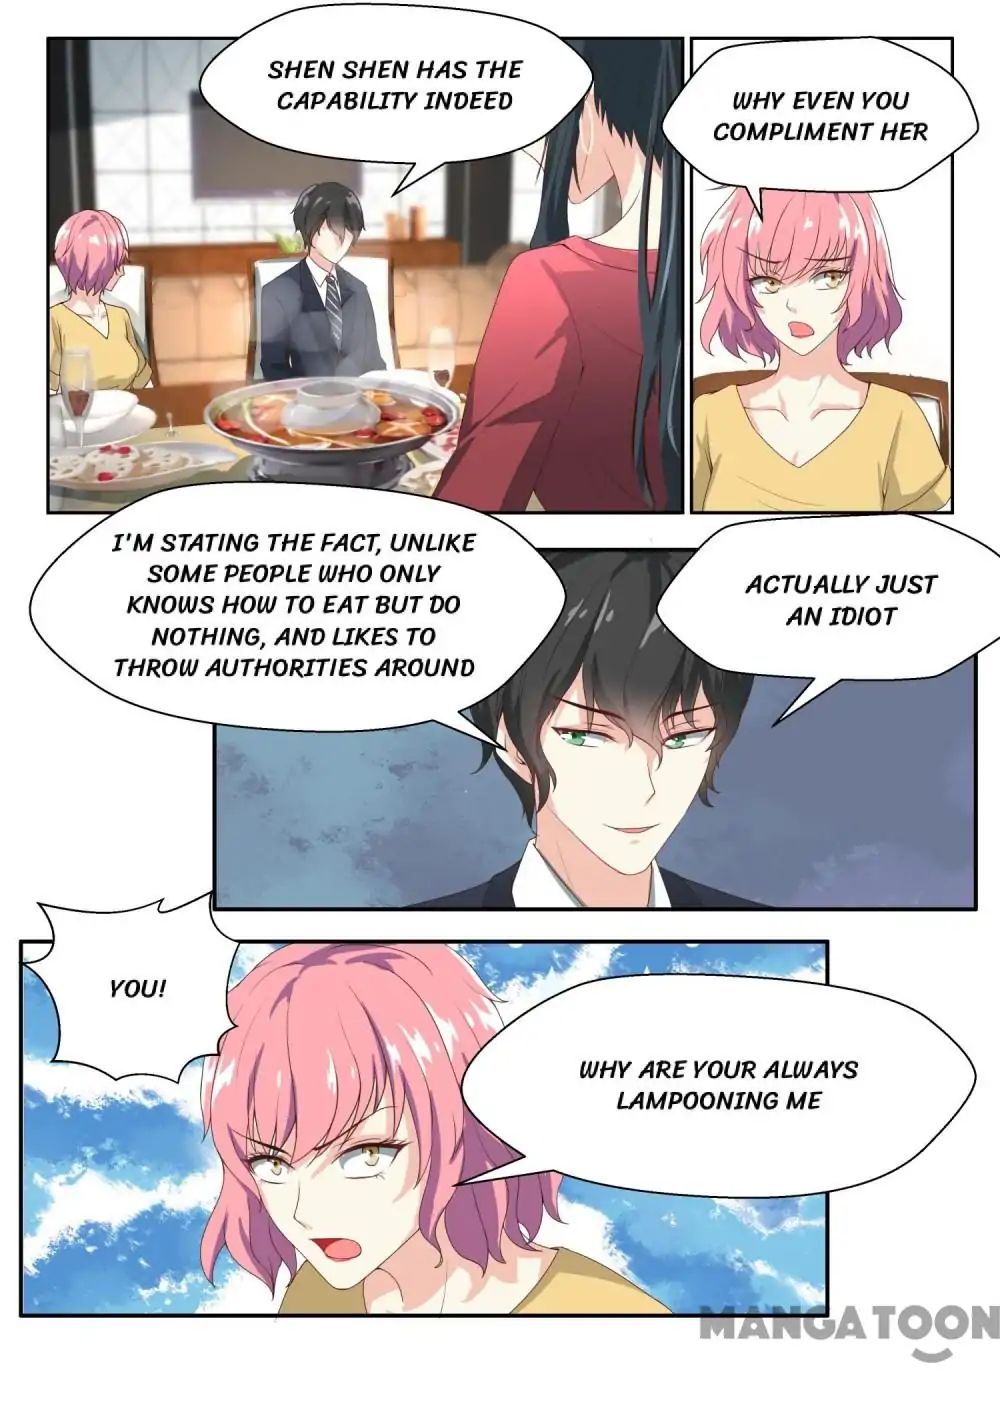 SHEN SHEN HAS THE
CAPABILITY INDEED
WHY EVEN YOU
COMPLIMENT HER
I'M STATING THE FACT, UNLIKE
SOME PEOPLE WHO ONLY
KNOWS HOW TO EAT BUT DO
NOTHING, AND LIKES TO
THROW AUTHORITIES AROUND
ACTUALLY JUST
AN IDIOT
YOU!
WHY ARE YOUR ALWAYS
LAMPOONING ME
MANGATOON